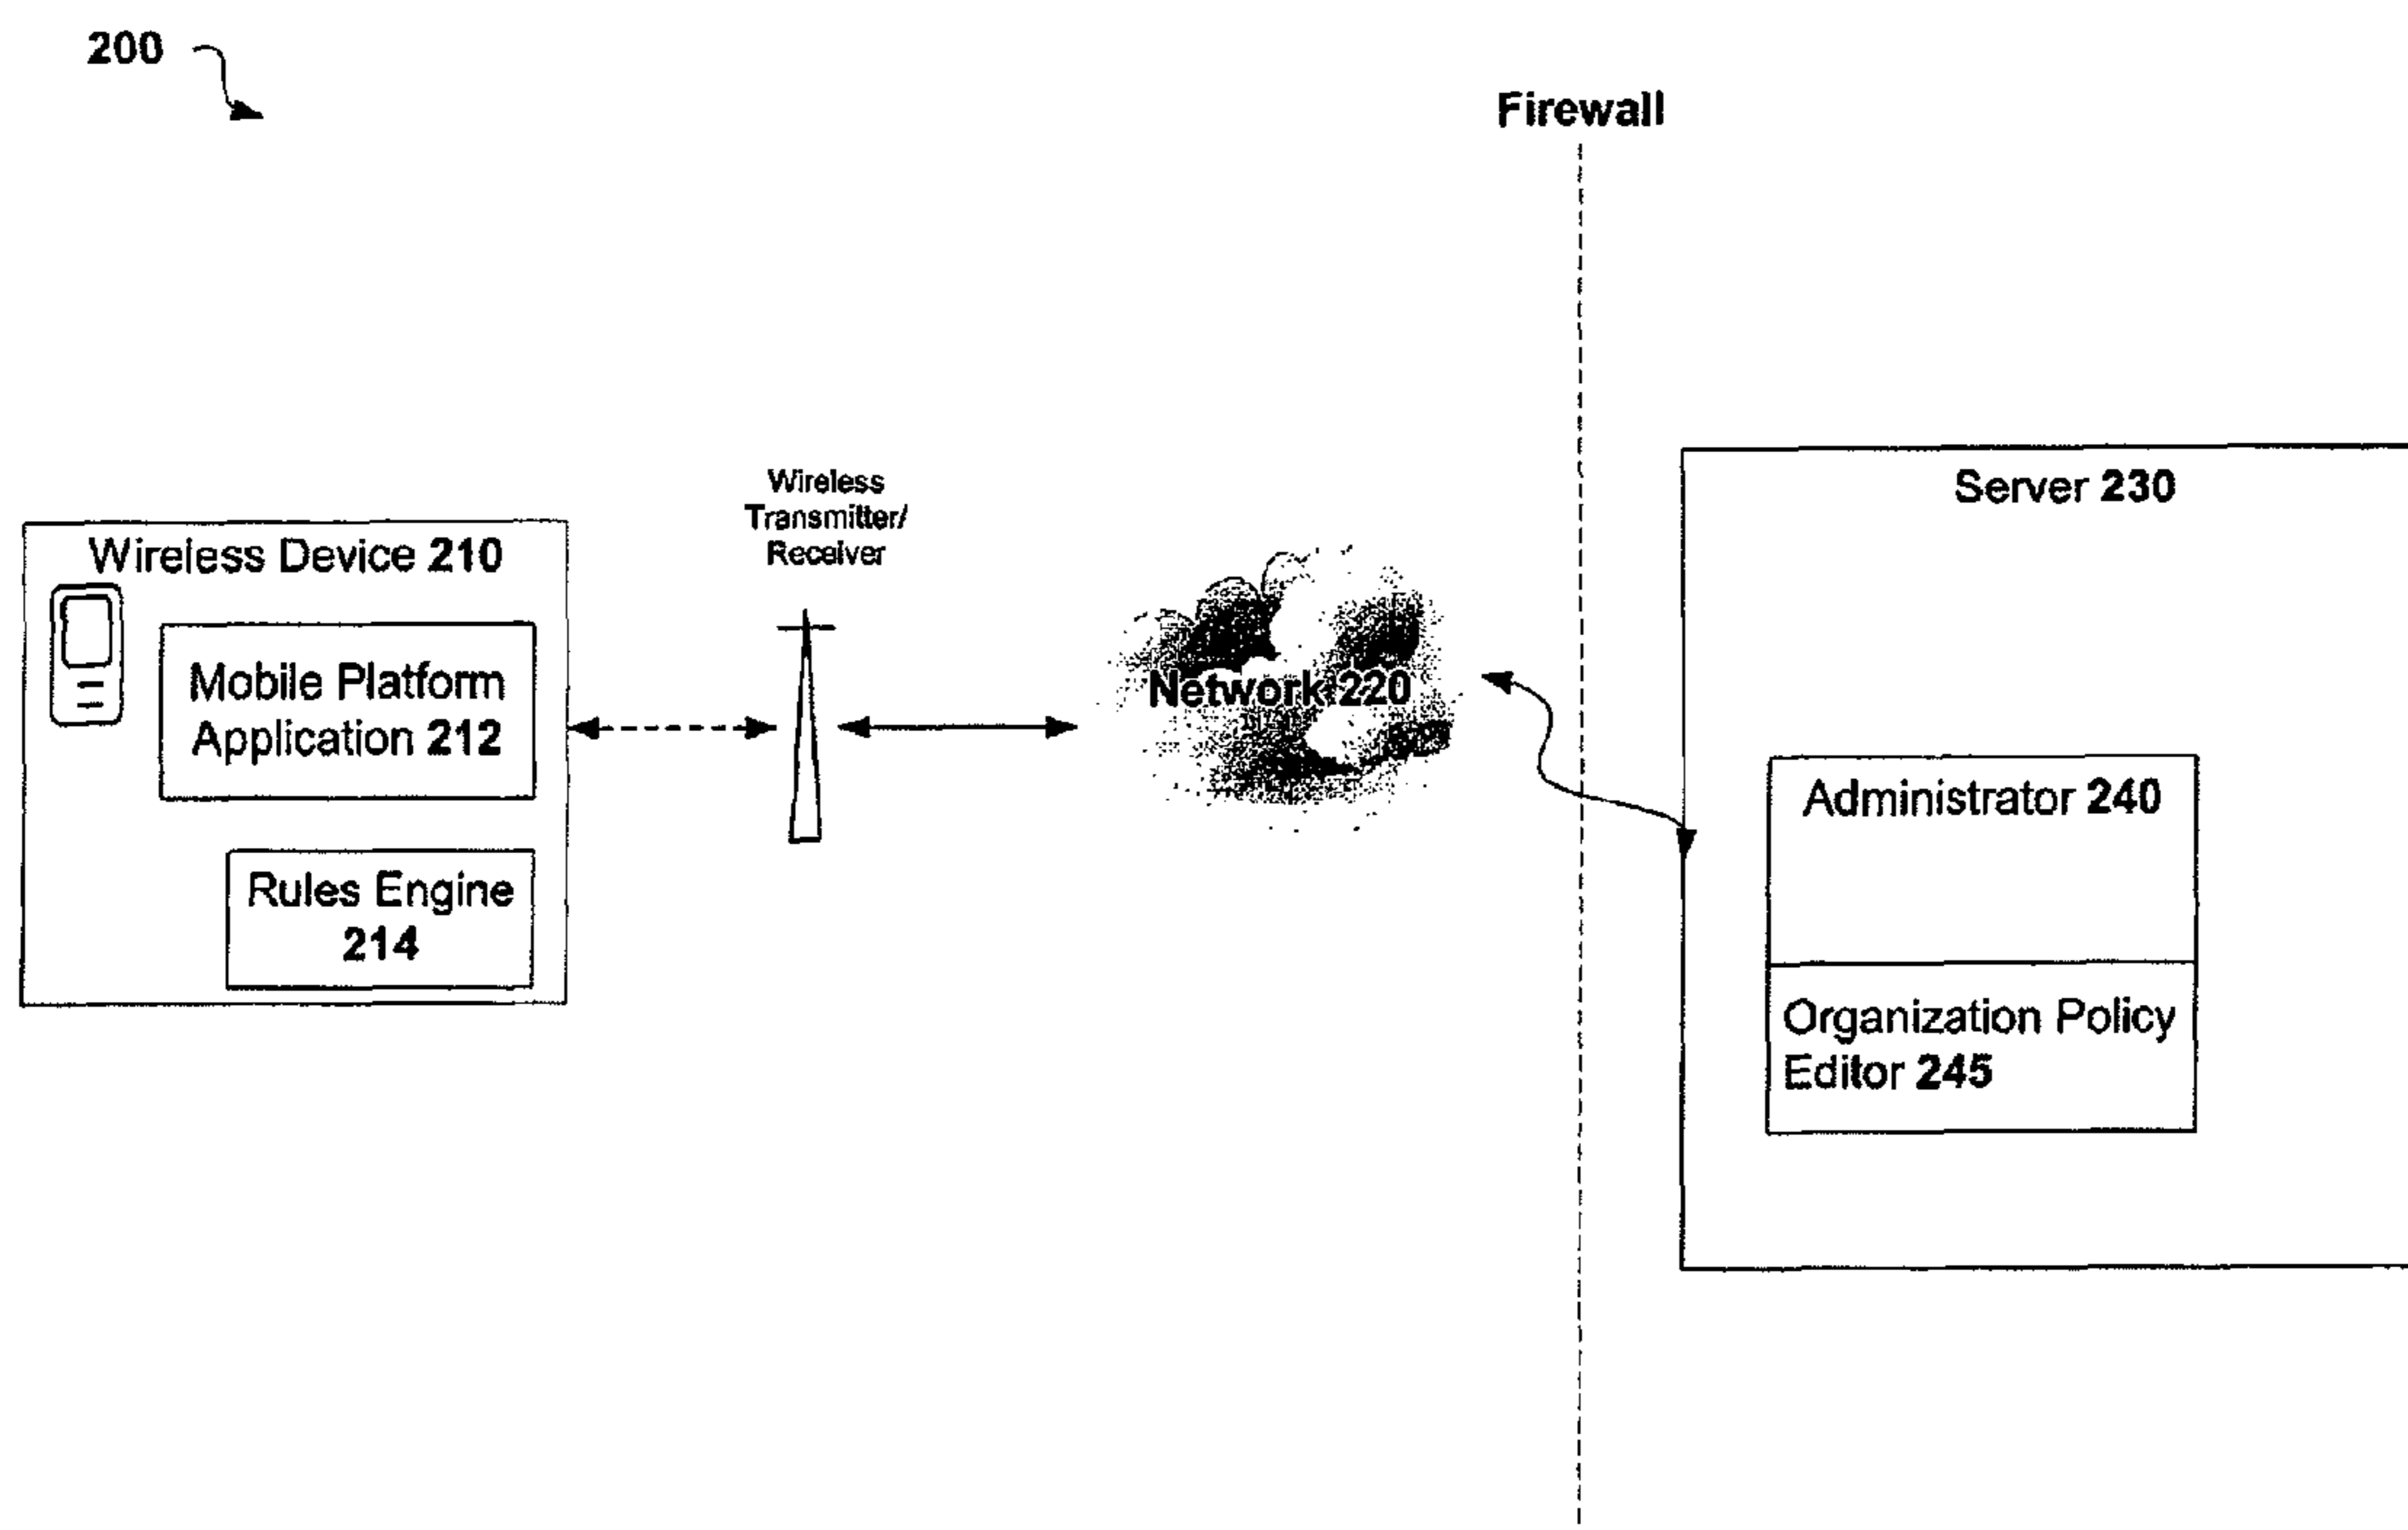 200
Firewall
Wireless
Transmitter/
Receiver
Server 230
Wireless Device 210
Mobile Platform
Application 212
Network 220
Administrator 240
Rules Engine
214
Organization Policy
Editor 245